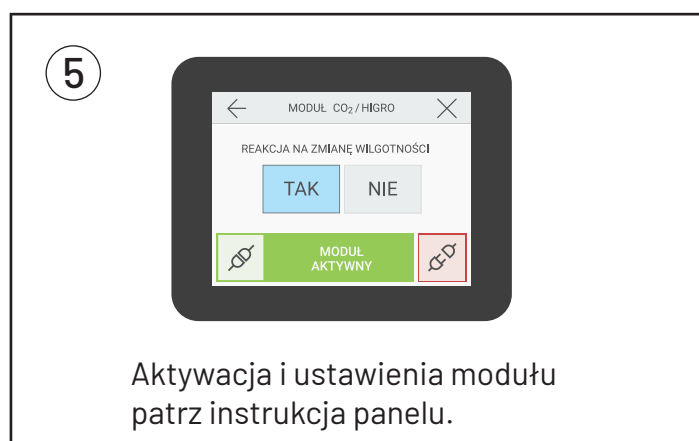 5
MODUŁ CO₂/HIGRO
REAKCJA NA ZMIANĘ WILGOTNOŚCI
TAK NIE
MODUŁ
AKTYWNY
Aktywacja i ustawienia modułu
patrz instrukcja panelu.